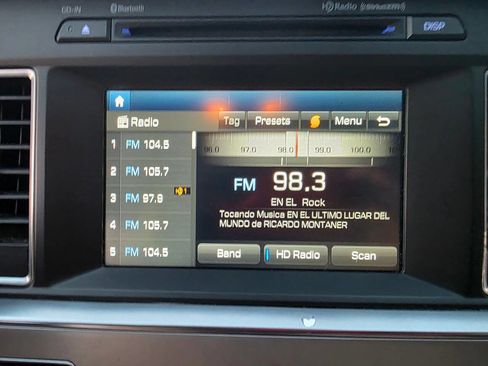 CD-IN
Bluetooth
HD Radio
SiriusXM
DISP
Radio
Tag
Presets
Menu
1 FM 104.5
2 FM 105.7
3 FM 97.9
HD 1
4 FM 105.7
5 FM 104.5
96.0 97.0 98.0 99.0 100.0
FM 98.3
EN EL Rock
Tocando Musica EN EL ULTIMO LUGAR DEL
MUNDO de RICARDO MONTANER
Band
HD Radio
Scan